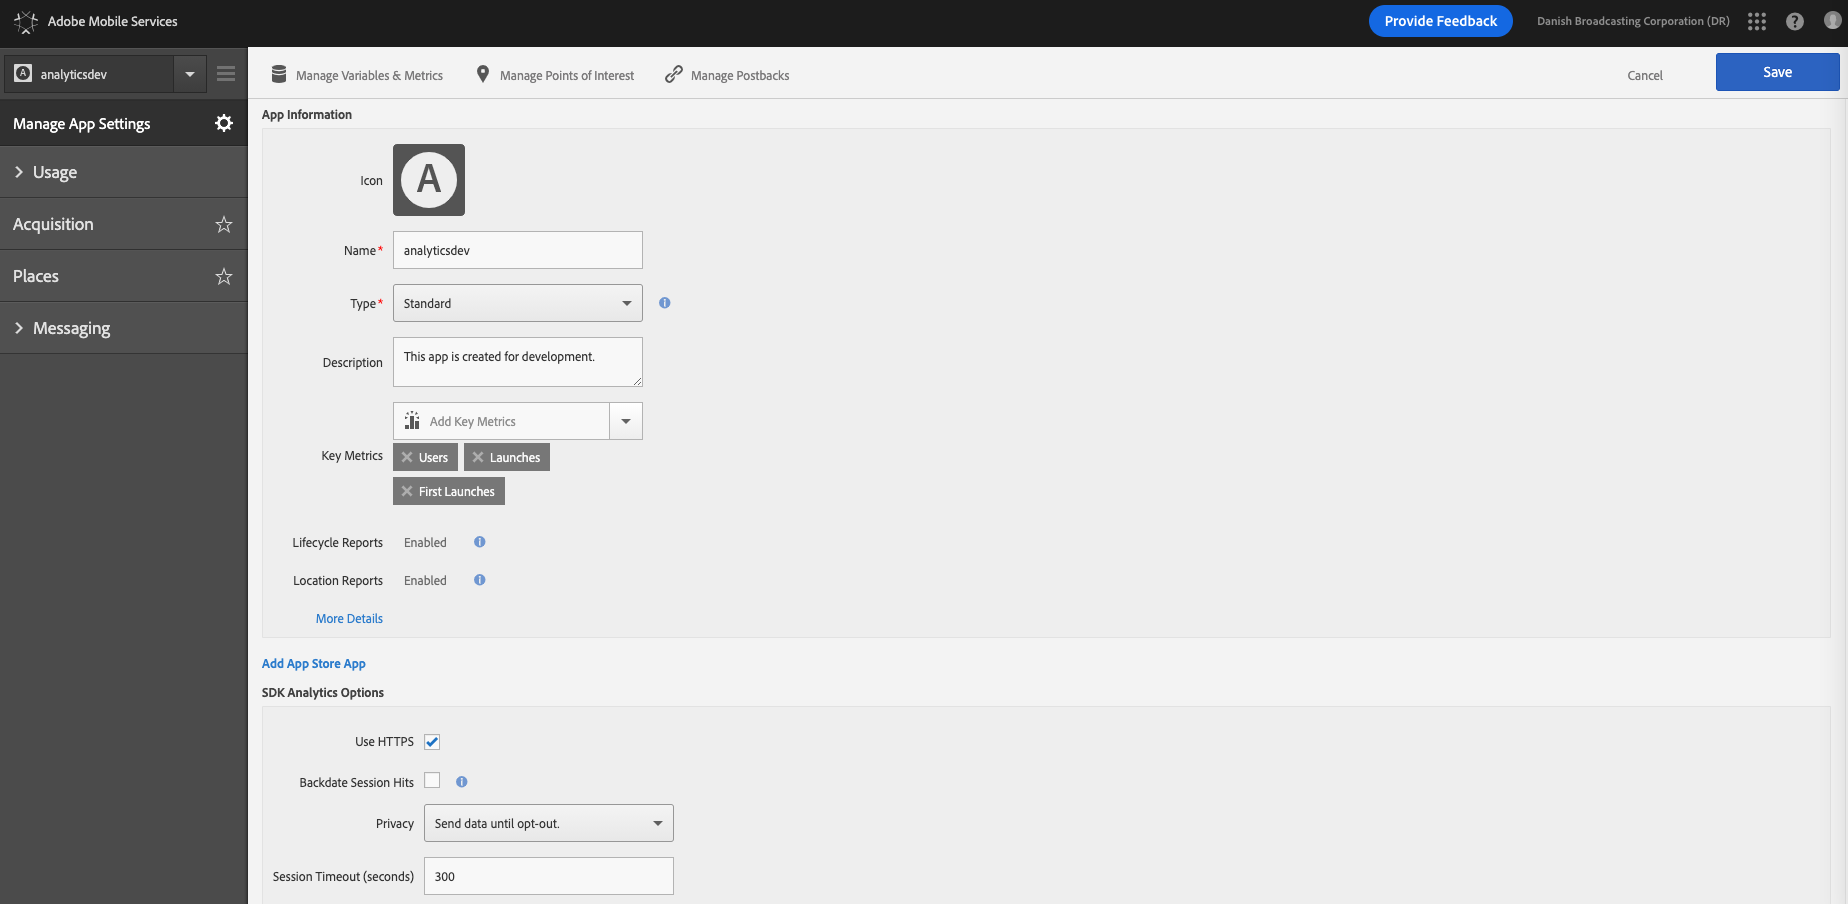 Adobe Mobile Services
Provide Feedback
Danish Broadcasting Corporation (DR)
?
A analyticsdev
Manage App Settings
Usage
Acquisition
Places
Messaging
Manage Variables & Metrics
Manage Points of Interest
Manage Postbacks
Cancel
Save
App Information
Icon
A
Name*
analyticsdev
Type*
Standard
i
Description
This app is created for development.
Add Key Metrics
Key Metrics
Users
Launches
First Launches
Lifecycle Reports
Enabled
i
Location Reports
Enabled
i
More Details
Add App Store App
SDK Analytics Options
Use HTTPS
Backdate Session Hits
i
Privacy
Send data until opt-out.
Session Timeout (seconds)
300